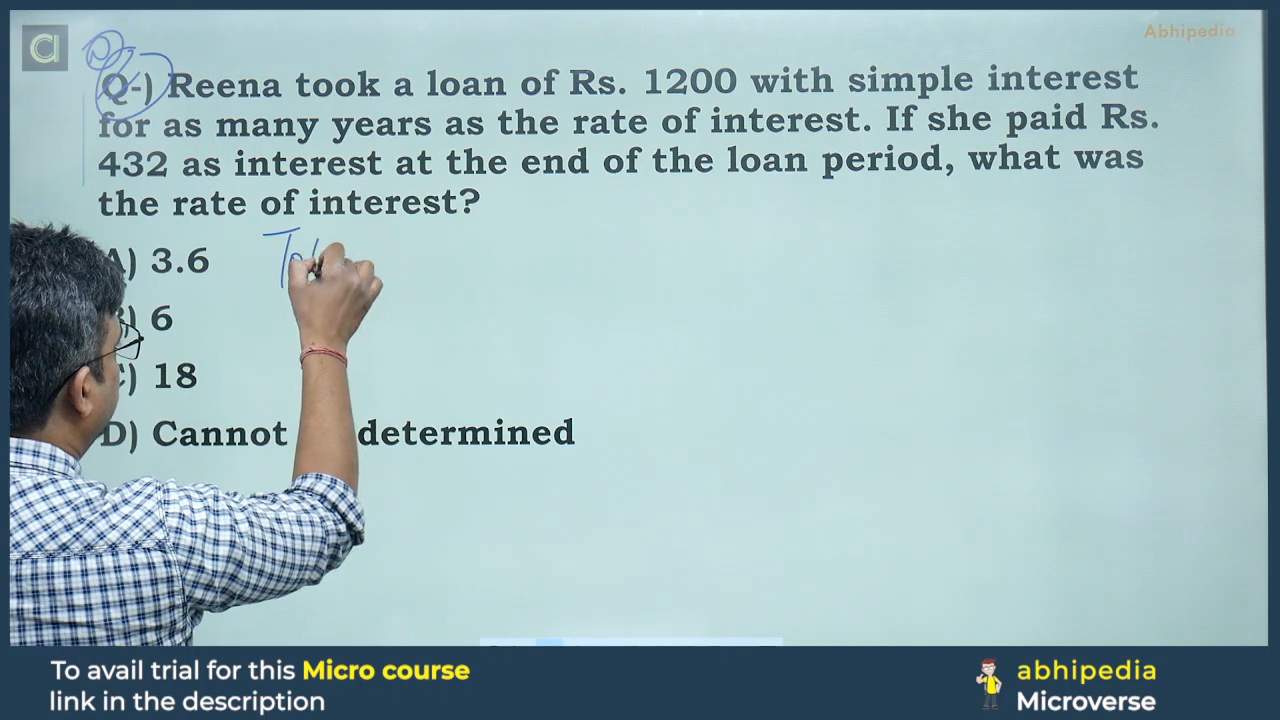 Abhipedia
Q-) Reena took a loan of Rs. 1200 with simple interest
for as many years as the rate of interest. If she paid Rs.
432 as interest at the end of the loan period, what was
the rate of interest?
A) 3.6
B) 6
C) 18
D) Cannot determined
To avail trial for this Micro course
link in the description
abhipedia
Microverse